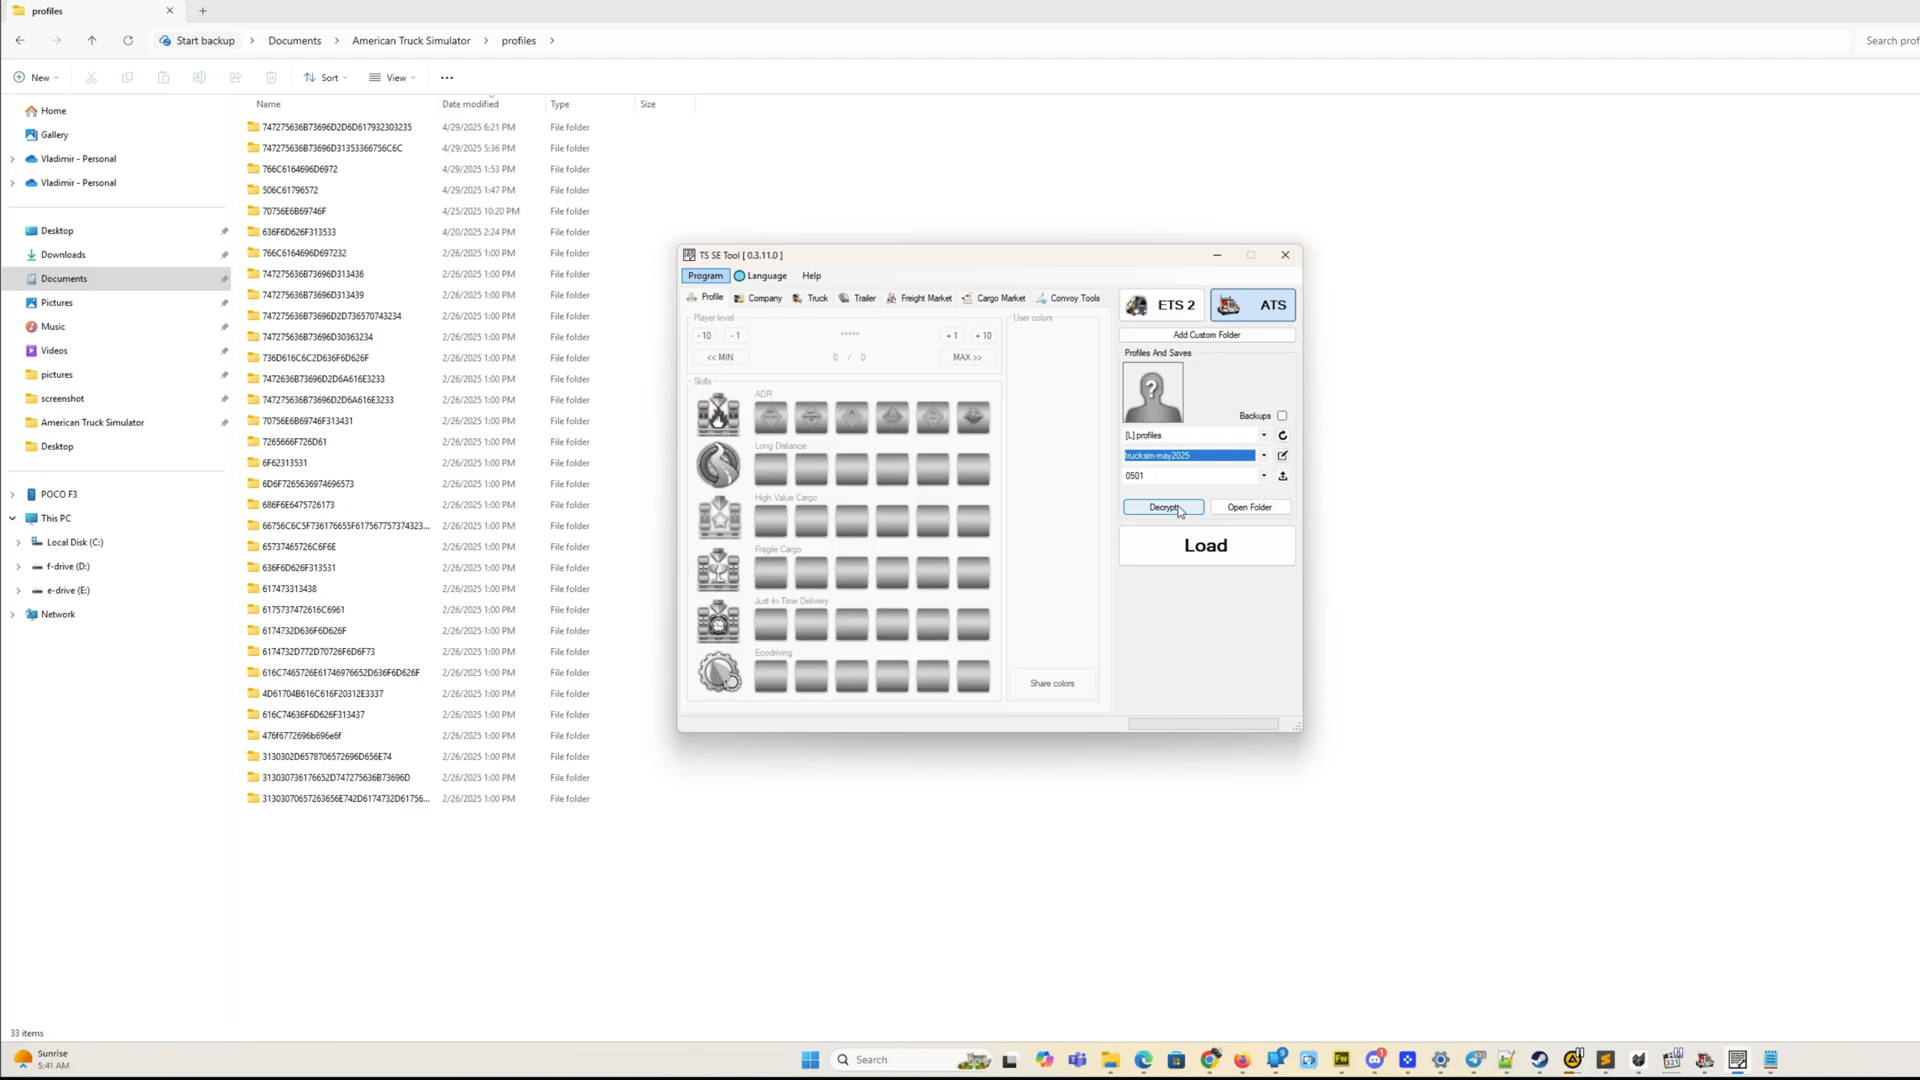 profiles
Start backup
Documents
American Truck Simulator
profiles
Search prof
New
Sort
View
Name
Date modified
Type
Size
Home
Gallery
Vladimir - Personal
Vladimir - Personal
Desktop
Downloads
Documents
Pictures
Music
Videos
pictures
screenshot
American Truck Simulator
Desktop
POCO F3
This PC
Local Disk (C:)
f-drive (D:)
e-drive (E:)
Network
747275636B73696D2D6D617932303235 4/29/2025 6:21 PM File folder
747275636B73696D31353366756C6C 4/29/2025 5:36 PM File folder
766C6164696D6972 4/29/2025 1:53 PM File folder
506C61796572 4/29/2025 1:47 PM File folder
70756E6B69746F 4/25/2025 10:20 PM File folder
636F6D626F313533 4/20/2025 2:24 PM File folder
766C6164696D697232 2/26/2025 1:00 PM File folder
747275636B73696D313436 2/26/2025 1:00 PM File folder
747275636B73696D313439 2/26/2025 1:00 PM File folder
747275636B73696D2D736570743234 2/26/2025 1:00 PM File folder
747275636B73696D30363234 2/26/2025 1:00 PM File folder
736D616C6C2D636F6D626F 2/26/2025 1:00 PM File folder
7472636B73696D2D6A616E3233 2/26/2025 1:00 PM File folder
747275636B73696D2D6A616E3233 2/26/2025 1:00 PM File folder
70756E6B69746F313431 2/26/2025 1:00 PM File folder
7265666F726D61 2/26/2025 1:00 PM File folder
6F62313531 2/26/2025 1:00 PM File folder
6D6F7265636974696573 2/26/2025 1:00 PM File folder
686F6E6475726173 2/26/2025 1:00 PM File folder
66756C6C5F736176655F617567757374323... 2/26/2025 1:00 PM File folder
65737465726C6F6E 2/26/2025 1:00 PM File folder
636F6D626F313531 2/26/2025 1:00 PM File folder
617473313438 2/26/2025 1:00 PM File folder
6175737472616C6961 2/26/2025 1:00 PM File folder
6174732D636F6D626F 2/26/2025 1:00 PM File folder
6174732D772D70726F6D6F73 2/26/2025 1:00 PM File folder
616C7465726E61746976652D636F6D626F 2/26/2025 1:00 PM File folder
4D61704B616C616F20312E3337 2/26/2025 1:00 PM File folder
616C74636F6D626F313437 2/26/2025 1:00 PM File folder
476f6772696b696e6f 2/26/2025 1:00 PM File folder
3130302D6578706572696D656E74 2/26/2025 1:00 PM File folder
313030736176652D747275636B73696D 2/26/2025 1:00 PM File folder
31303070657263656E742D6174732D61756... 2/26/2025 1:00 PM File folder
TS SE Tool [ 0.3.11.0 ]
Program
Language
Help
Profile
Company
Truck
Trailer
Freight Market
Cargo Market
Convoy Tools
Player level
- 10
- 1
*****
+ 1
+ 10
<< MIN
0 / 0
MAX >>
User colors
Skills
ADR
Long Distance
High Value Cargo
Fragile Cargo
Just-In-Time Delivery
Ecodriving
Share colors
ETS 2
ATS
Add Custom Folder
Profiles And Saves
?
Backups
[L] profiles
trucksim-may2025
0501
Decrypt
Open Folder
Load
33 items
Sunrise
5:41 AM
Search